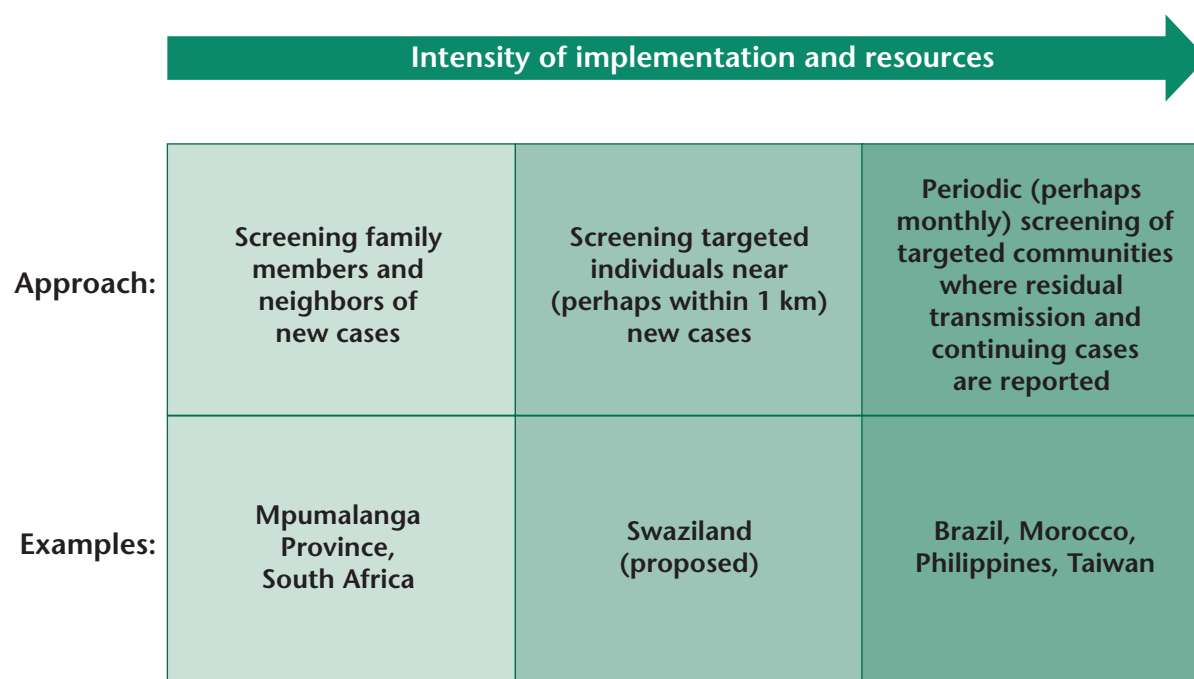 Intensity of implementation and resources
Approach:
Screening family
members and
neighbors of
new cases
Screening targeted
individuals near
(perhaps within 1 km)
new cases
Periodic (perhaps
monthly) screening of
targeted communities
where residual
transmission and
continuing cases
are reported
Examples:
Mpumalanga
Province,
South Africa
Swaziland
(proposed)
Brazil, Morocco,
Philippines, Taiwan